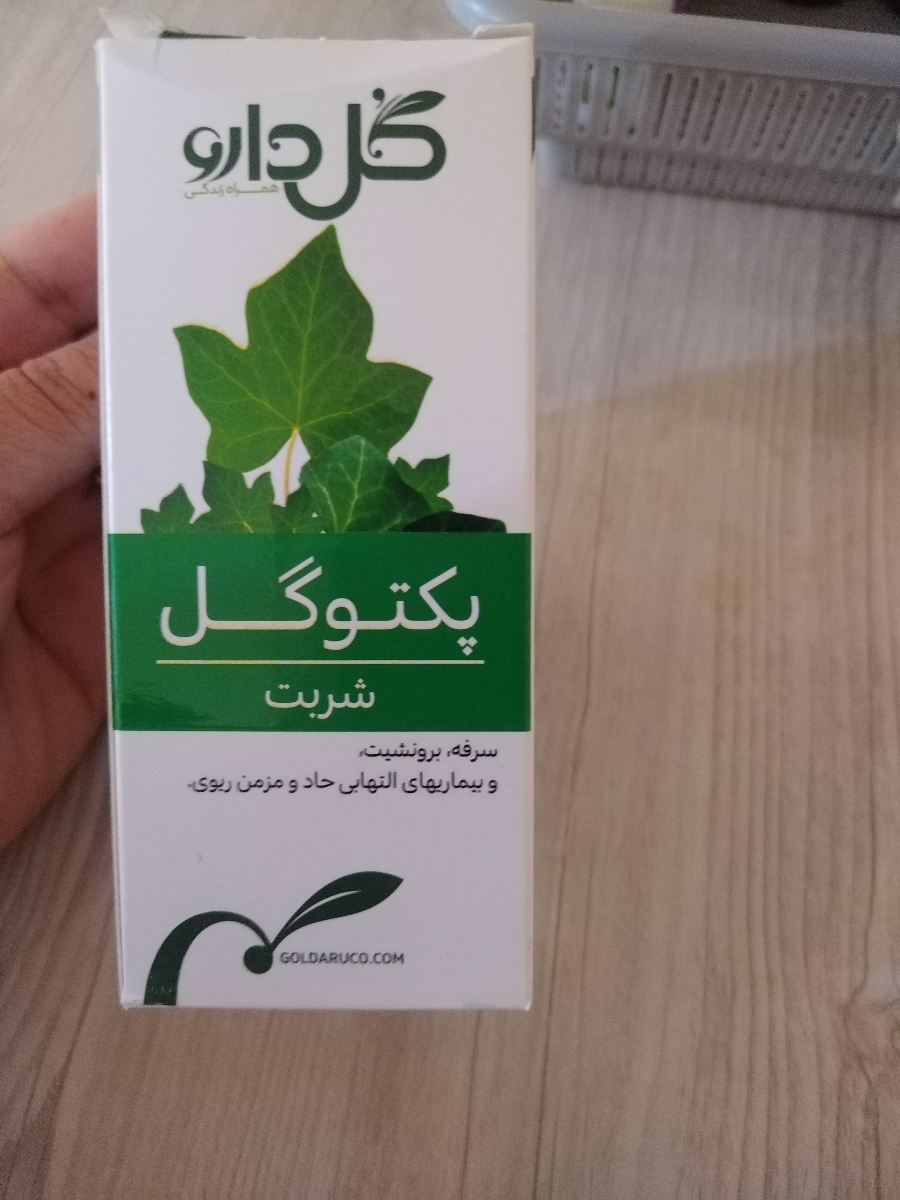 گل دارو
همراه زندگی
پکتوگل
شربت
سرفه، برونشیت،
و بیماریهای التهابی حاد و مزمن ریوی.
GOLDARUCO.COM